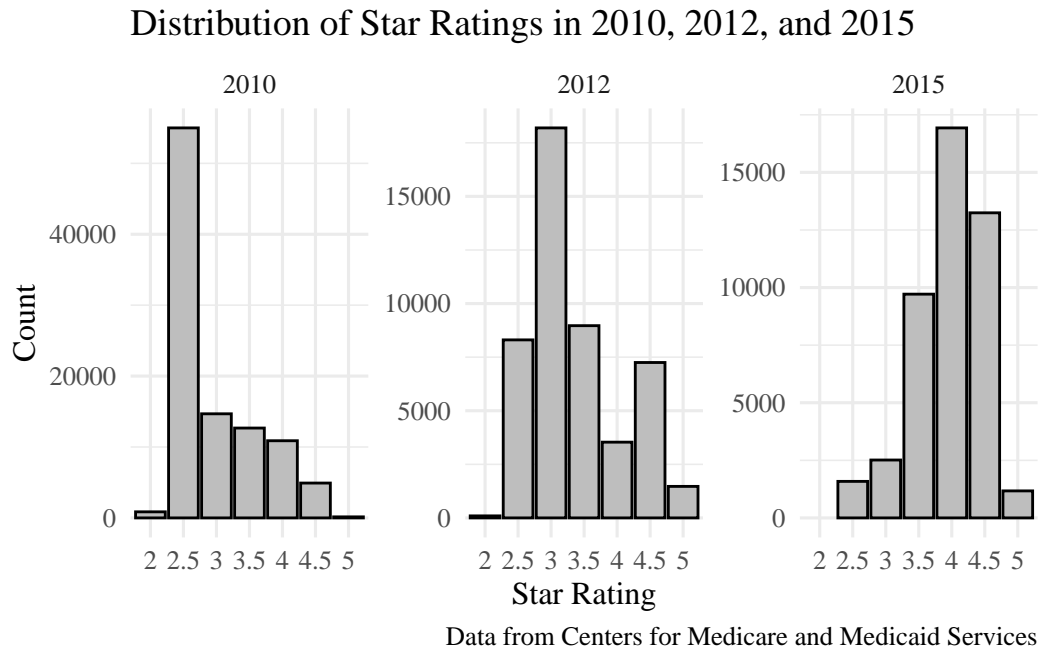 Distribution of Star Ratings in 2010, 2012, and 2015
2010 2012 2015
Count
40000
20000
0
15000
10000
5000
0
15000
10000
5000
0
2 2.5 3 3.5 4 4.5 5
2 2.5 3 3.5 4 4.5 5
2 2.5 3 3.5 4 4.5 5
Star Rating
Data from Centers for Medicare and Medicaid Services